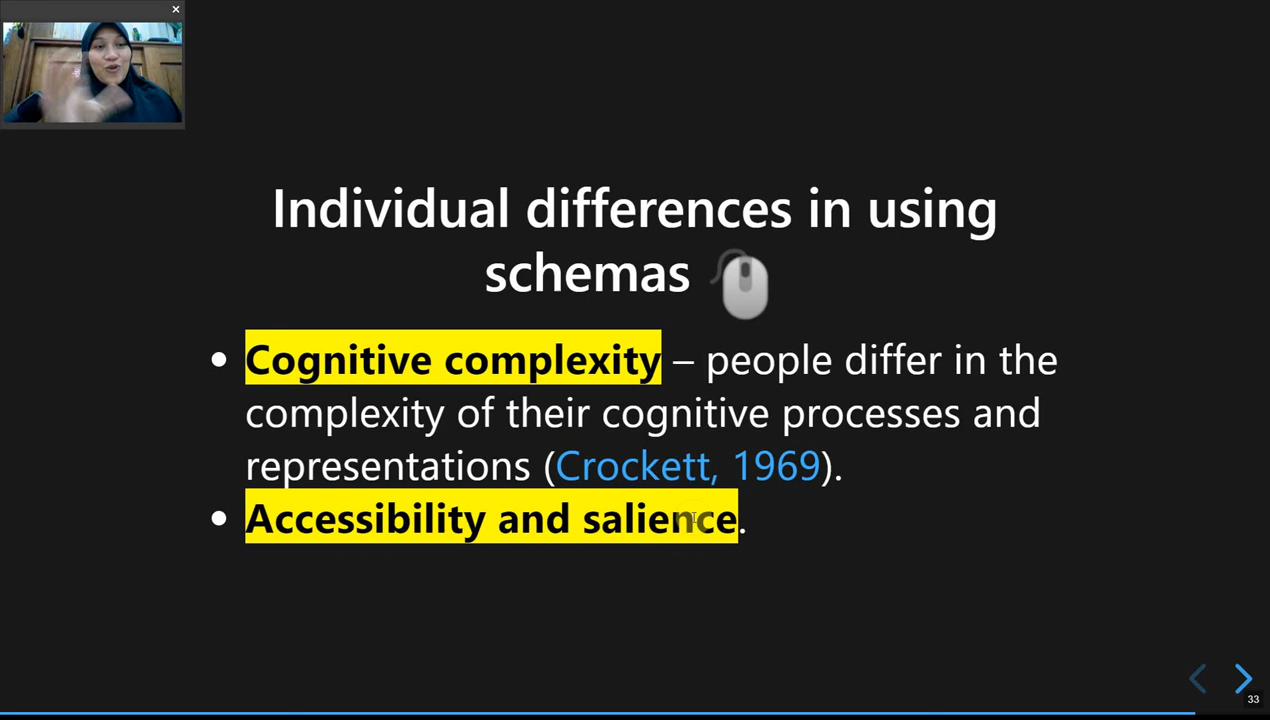 Individual differences in using
schemas
• Cognitive complexity – people differ in the
complexity of their cognitive processes and
representations (Crockett, 1969).
• Accessibility and salience.
33